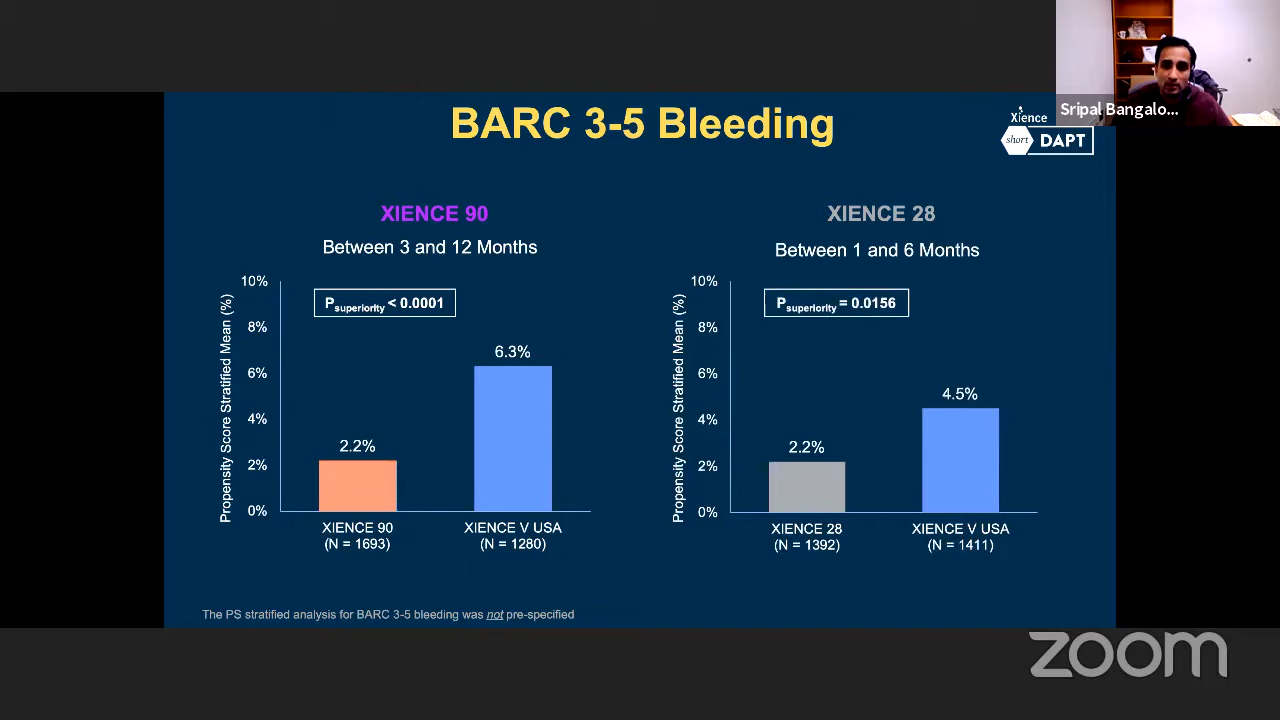 Sripal Bangalo...
BARC 3-5 Bleeding
Xience
short DAPT
XIENCE 90
Between 3 and 12 Months
Propensity Score Stratified Mean (%)
10%
8%
6%
4%
2%
0%
Psuperiority < 0.0001
2.2%
6.3%
XIENCE 90
(N = 1693)
XIENCE V USA
(N = 1280)
XIENCE 28
Between 1 and 6 Months
Propensity Score Stratified Mean (%)
10%
8%
6%
4%
2%
0%
Psuperiority = 0.0156
2.2%
4.5%
XIENCE 28
(N = 1392)
XIENCE V USA
(N = 1411)
The PS stratified analysis for BARC 3-5 bleeding was not pre-specified
zoom